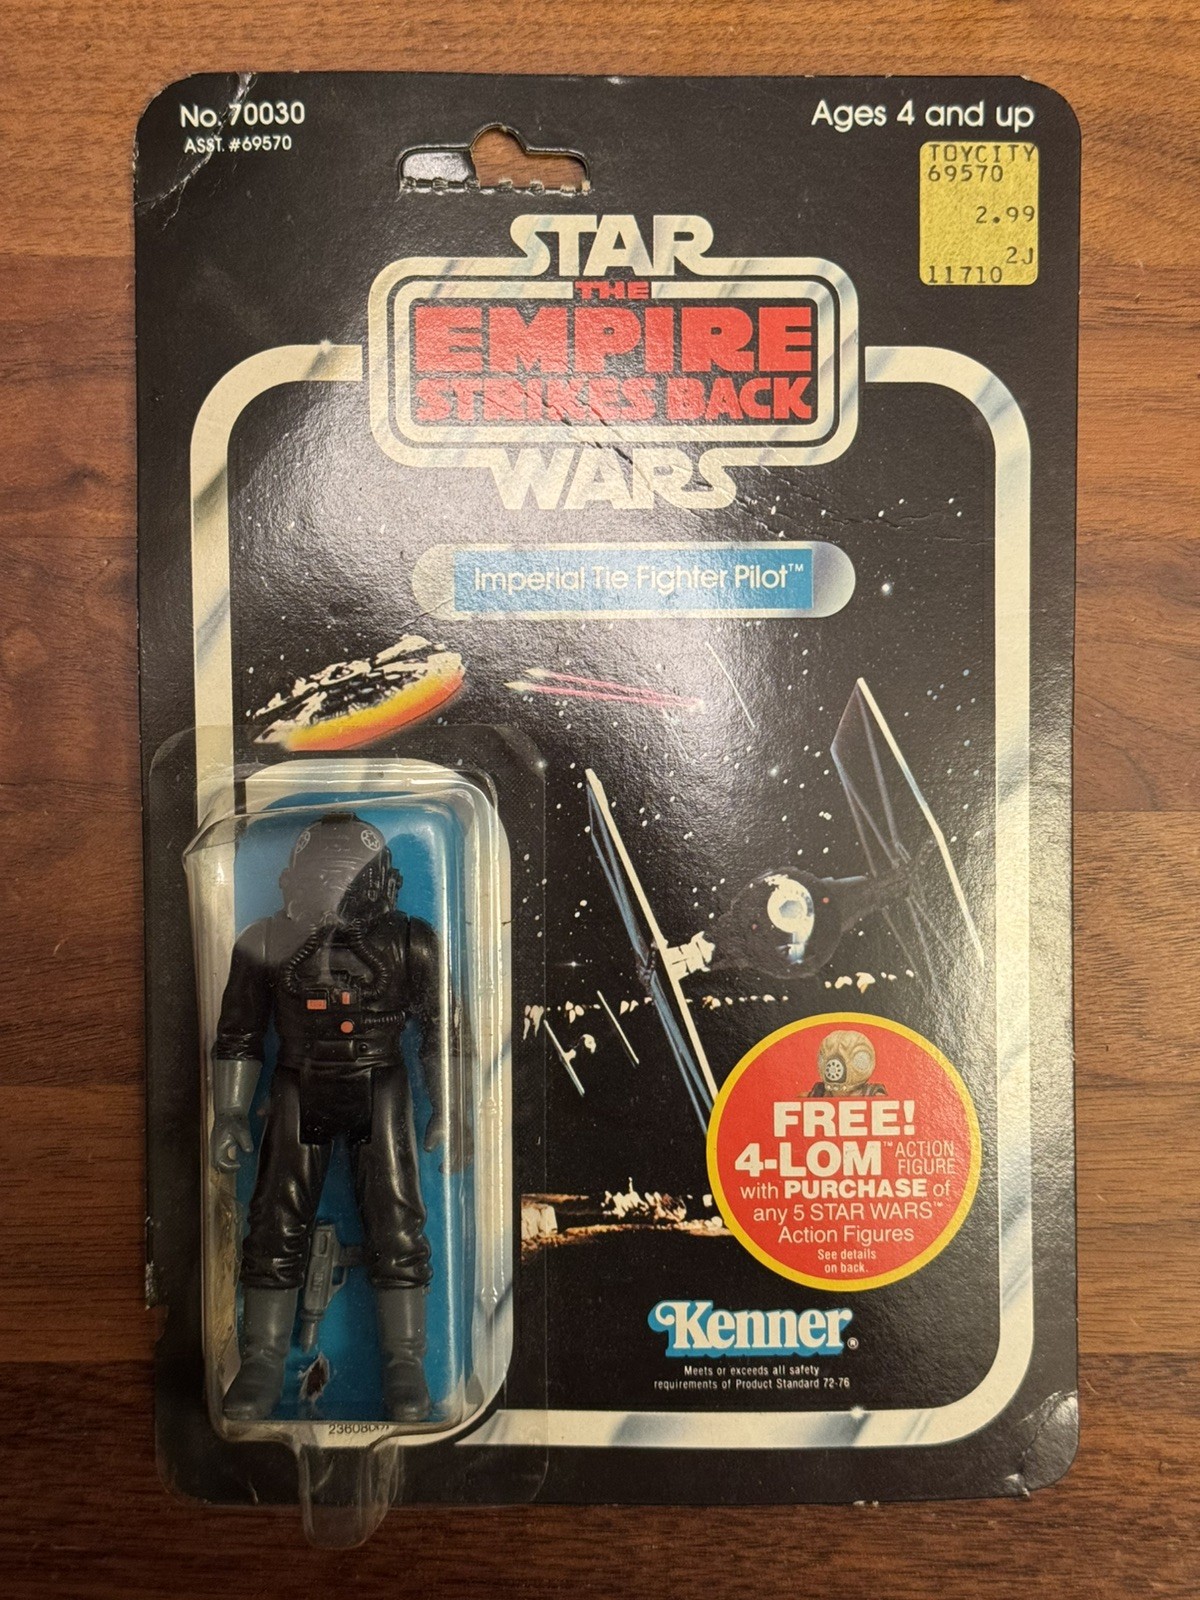 No. 70030
ASST. #69570
Ages 4 and up
TOYCITY
69570
2.99
2J
11710
STAR
THE
EMPIRE
STRIKES BACK
WARS
Imperial Tie Fighter Pilot™
FREE!
4-LOM™ ACTION
FIGURE
with PURCHASE of
any 5 STAR WARS™
Action Figures
See details
on back.
Kenner®
Meets or exceeds all safety
requirements of Product Standard 72-76